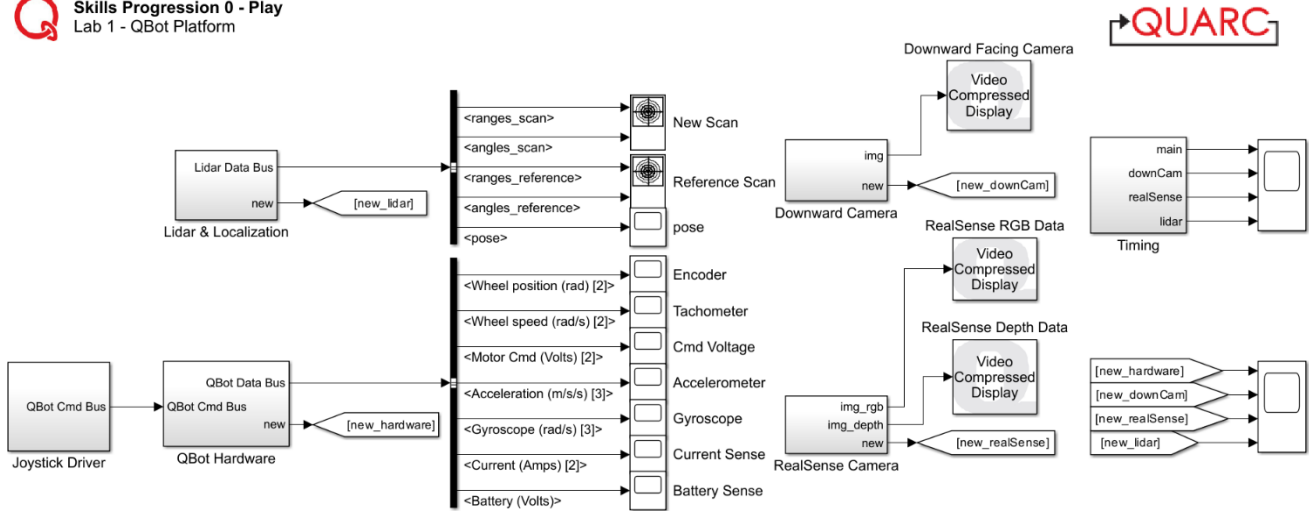 Skills Progression 0 - Play
Lab 1 - QBot Platform
QUARC
Lidar Data Bus
new
Lidar & Localization
[new_lidar]
<ranges_scan>
<angles_scan>
<ranges_reference>
<angles_reference>
<pose>
New Scan
Reference Scan
pose
QBot Cmd Bus
Joystick Driver
QBot Data Bus
QBot Cmd Bus
new
QBot Hardware
[new_hardware]
<Wheel position (rad) [2]>
<Wheel speed (rad/s) [2]>
<Motor Cmd (Volts) [2]>
<Acceleration (m/s/s) [3]>
<Gyroscope (rad/s) [3]>
<Current (Amps) [2]>
<Battery (Volts)>
Encoder
Tachometer
Cmd Voltage
Accelerometer
Gyroscope
Current Sense
Battery Sense
Downward Facing Camera
Video
Compressed
Display
img
new
Downward Camera
[new_downCam]
RealSense RGB Data
Video
Compressed
Display
RealSense Depth Data
Video
Compressed
Display
img_rgb
img_depth
new
RealSense Camera
[new_realSense]
main
downCam
realSense
lidar
Timing
[new_hardware]
[new_downCam]
[new_realSense]
[new_lidar]